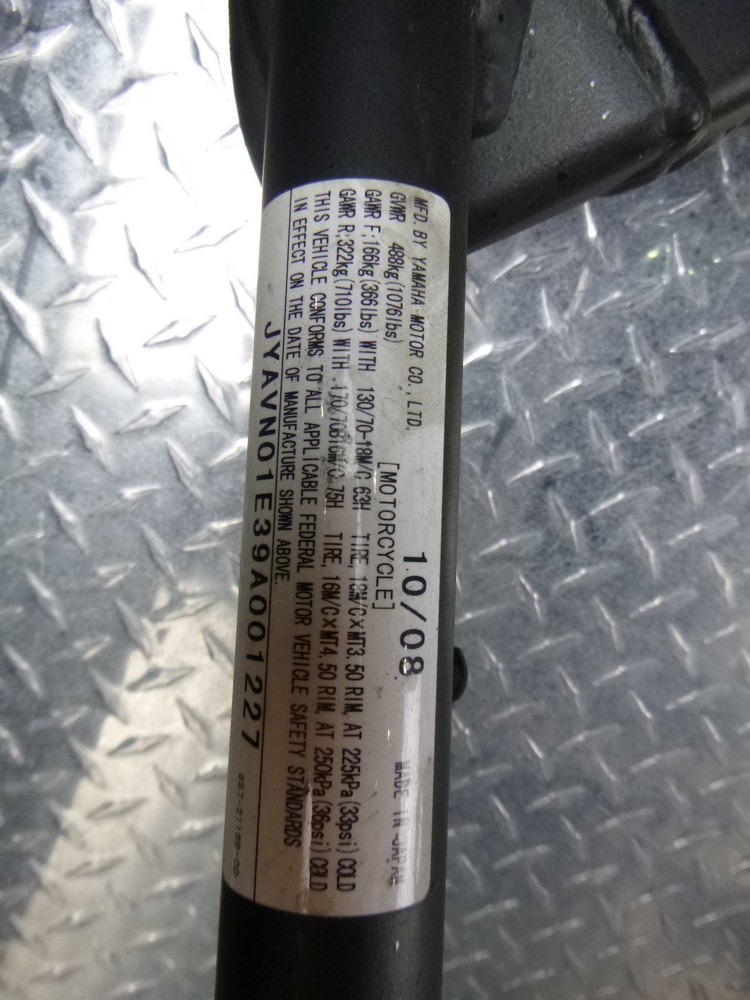 MFD. BY YAMAHA MOTOR CO., LTD. 10/08 MADE IN JAPAN
GVWR 488kg(1076lbs) [MOTORCYCLE]
GAWR F:166kg(366lbs) WITH 130/70-18M/C 63H TIRE, 18M/C×MT3.50 RIM, AT 225kPa(33psi) COLD
GAWR R:322kg(710lbs) WITH 170/70B16M/C 75H TIRE, 16M/C×MT4.50 RIM, AT 250kPa(36psi) COLD
THIS VEHICLE CONFORMS TO ALL APPLICABLE FEDERAL MOTOR VEHICLE SAFETY STANDARDS
IN EFFECT ON THE DATE OF MANUFACTURE SHOWN ABOVE.
JYAVN01E39A001227